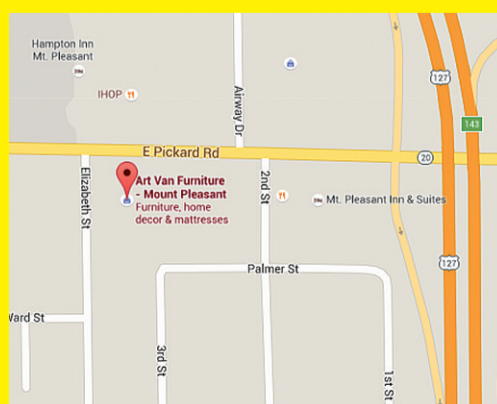 Hampton Inn
Mt. Pleasant
127
IHOP
Airway Dr
143
E Pickard Rd
20
Elizabeth St
Art Van Furniture
- Mount Pleasant
Furniture, home
decor & mattresses
2nd St
Mt. Pleasant Inn & Suites
127
Palmer St
Ward St
3rd St
1st St